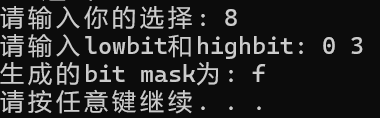 请输入你的选择: 8
请输入lowbit和highbit: 0 3
生成的bit mask为: f
请按任意键继续. . .